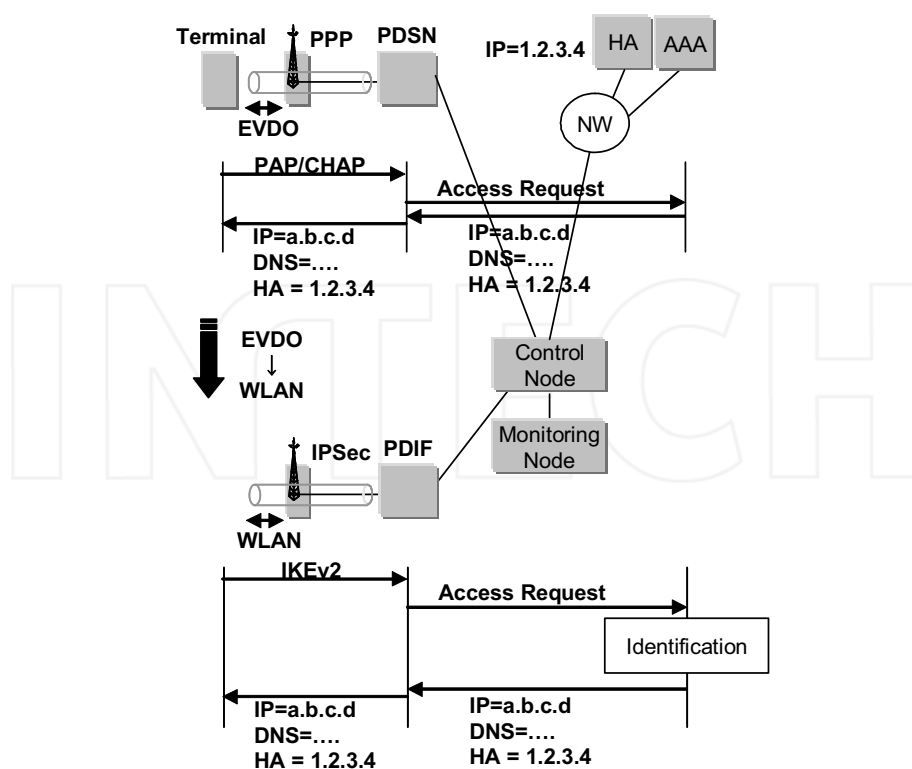 Terminal
PPP
PDSN
IP=1.2.3.4
HA
AAA
NW
EVDO
PAP/CHAP
Access Request
IP=a.b.c.d
DNS=....
HA = 1.2.3.4
IP=a.b.c.d
DNS=....
HA = 1.2.3.4
INTECH
EVDO
↓
WLAN
Control
Node
Monitoring
Node
IPSec
PDIF
WLAN
IKEv2
Access Request
Identification
IP=a.b.c.d
DNS=....
HA = 1.2.3.4
IP=a.b.c.d
DNS=....
HA = 1.2.3.4